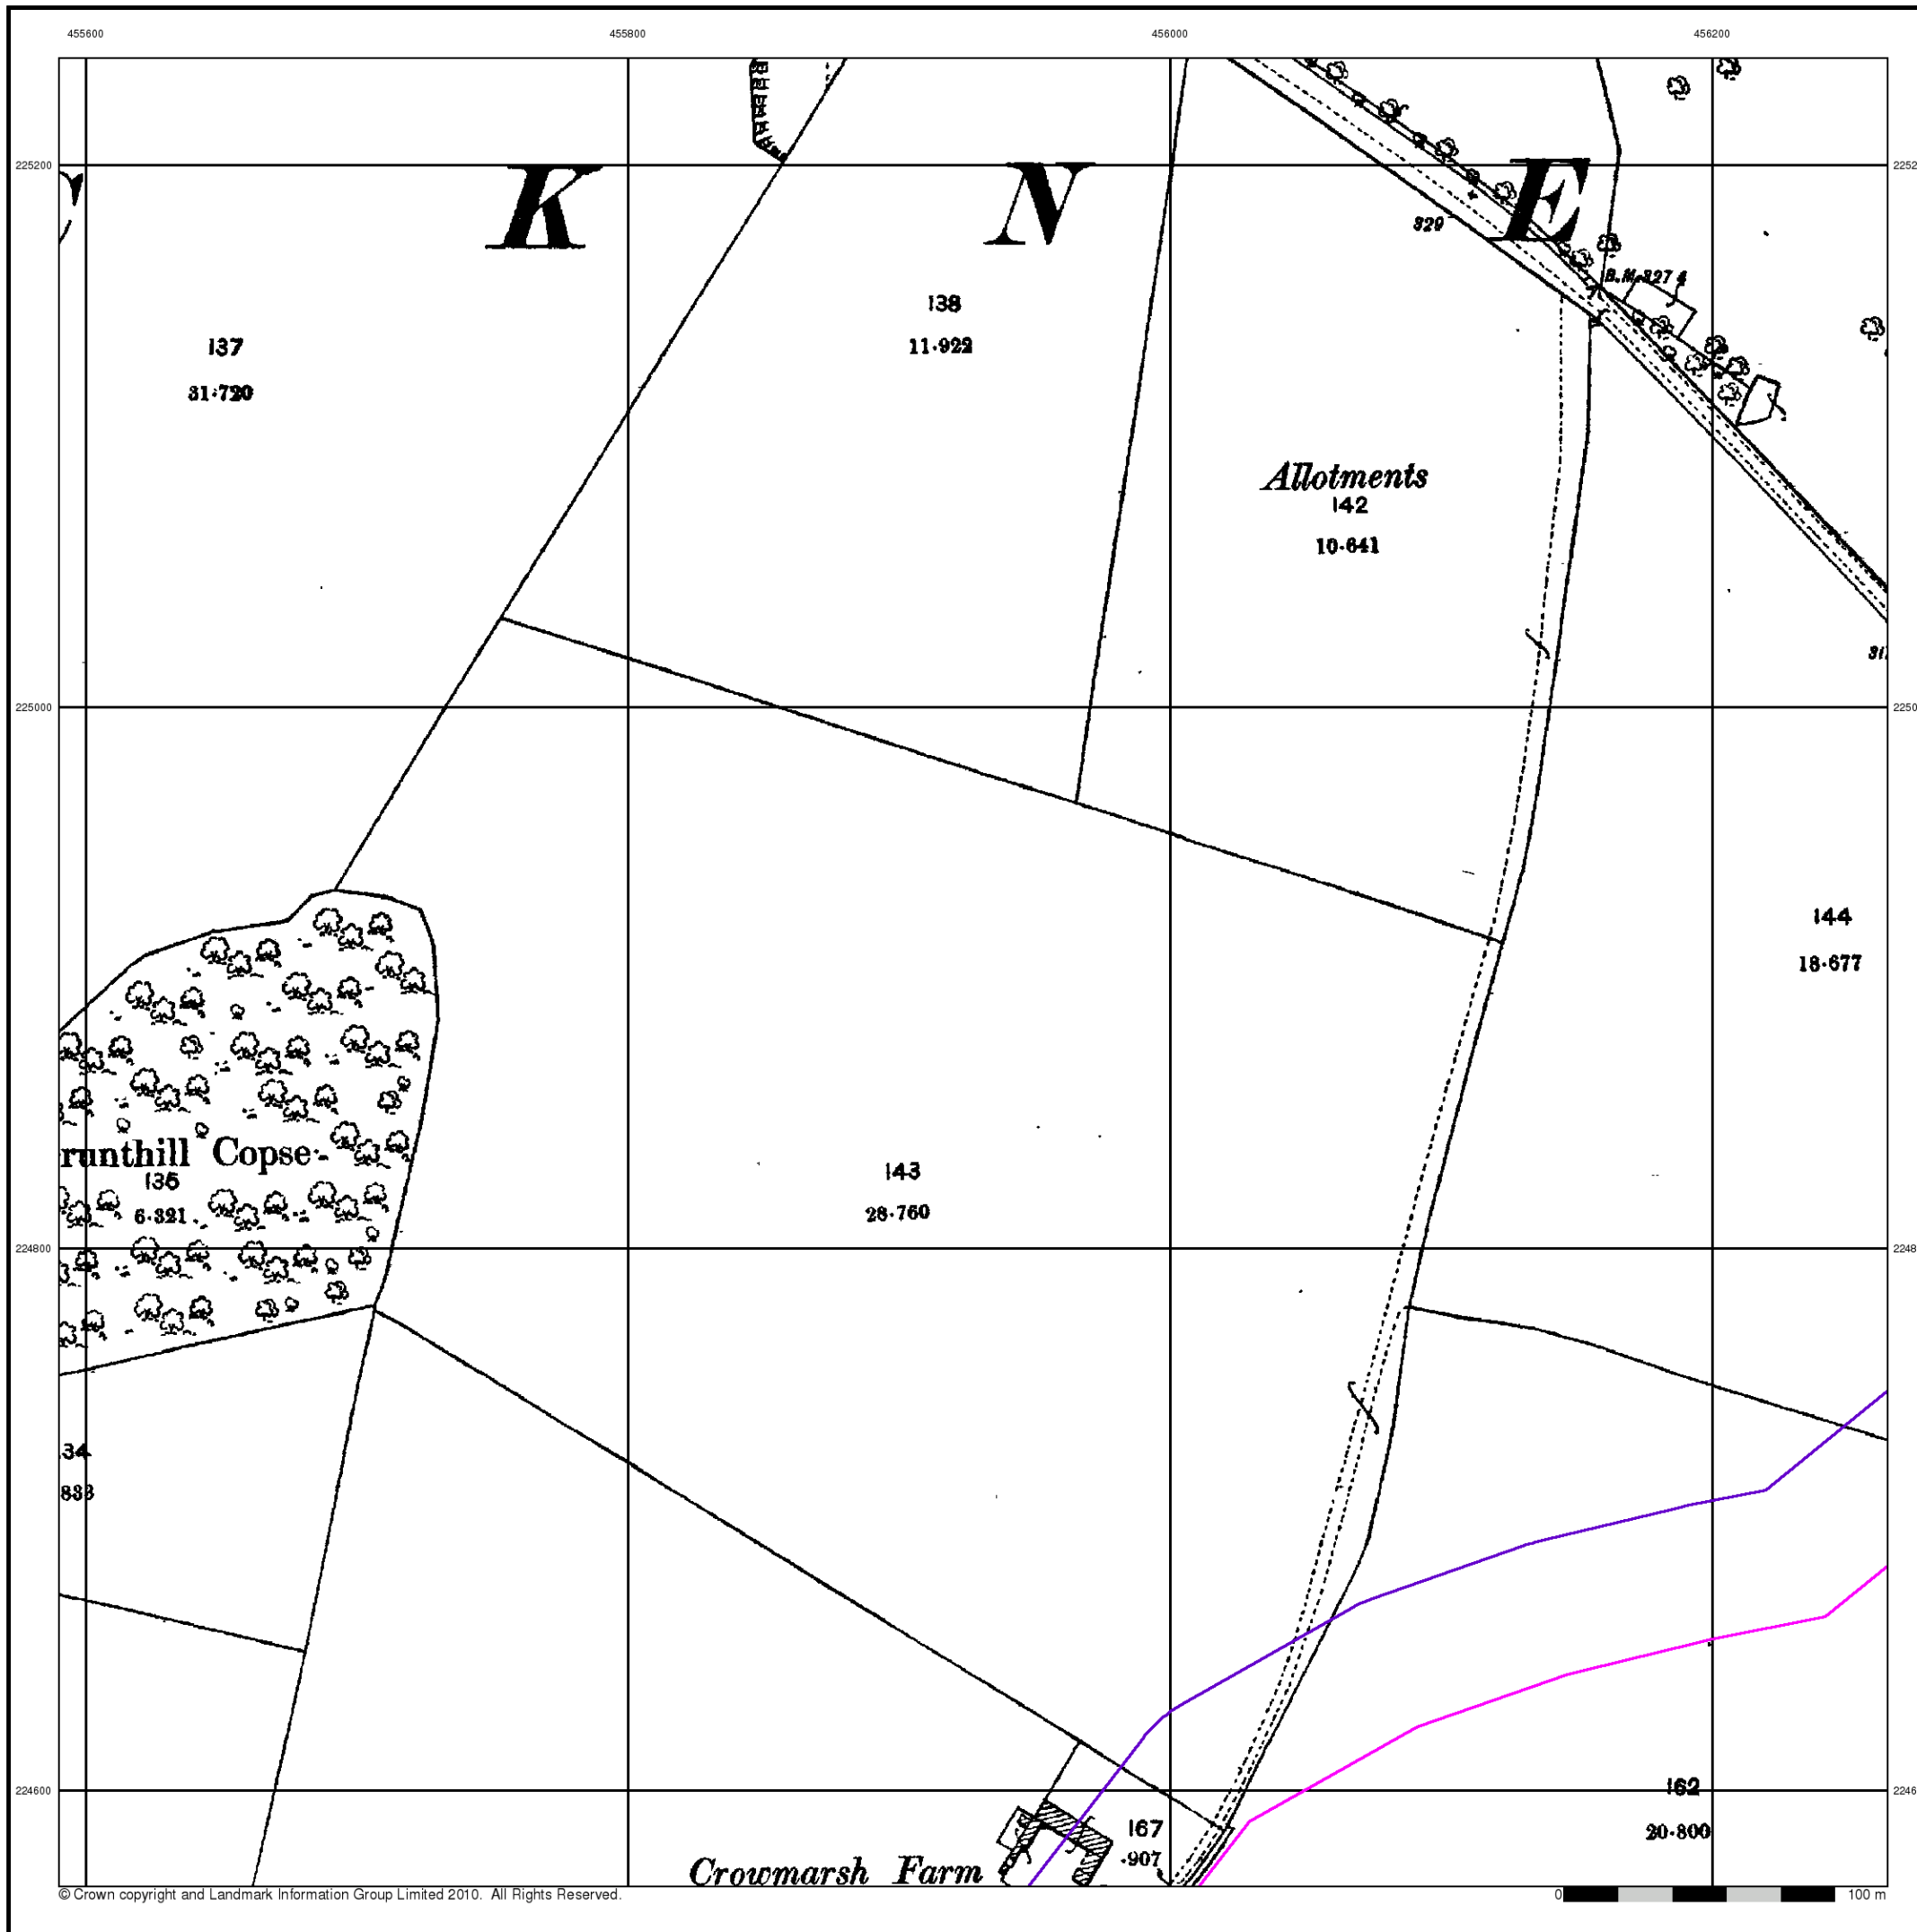 455600 455800 456000 456200
225200
K N E
329
B.M.327.4
138
11·922
137
31·720
Allotments
142
10·641
225000
144
18·677
runthill Copse
135
6·321
143
28·760
224800
34
833
224600
162
20·800
167
·907
Crowmarsh Farm
© Crown copyright and Landmark Information Group Limited 2010. All Rights Reserved.
0 100 m